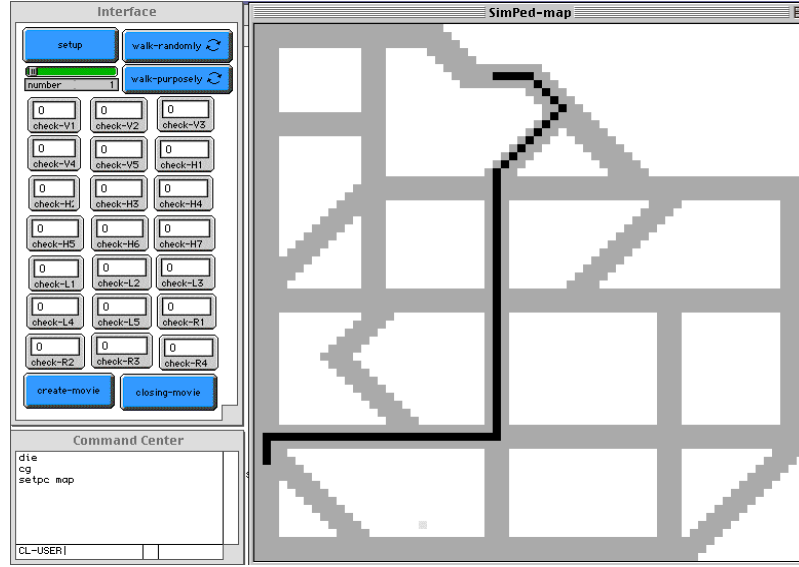 Interface
SimPed-map
setup
walk-randomly
number 1
walk-purposely
0 0 0
check-V1 check-V2 check-V3
0 0 0
check-V4 check-V5 check-H1
0 0 0
check-H2 check-H3 check-H4
0 0 0
check-H5 check-H6 check-H7
0 0 0
check-L1 check-L2 check-L3
0 0 0
check-L4 check-L5 check-R1
0 0 0
check-R2 check-R3 check-R4
create-movie closing-movie
Command Center
die
cg
setpc map
CL-USER|